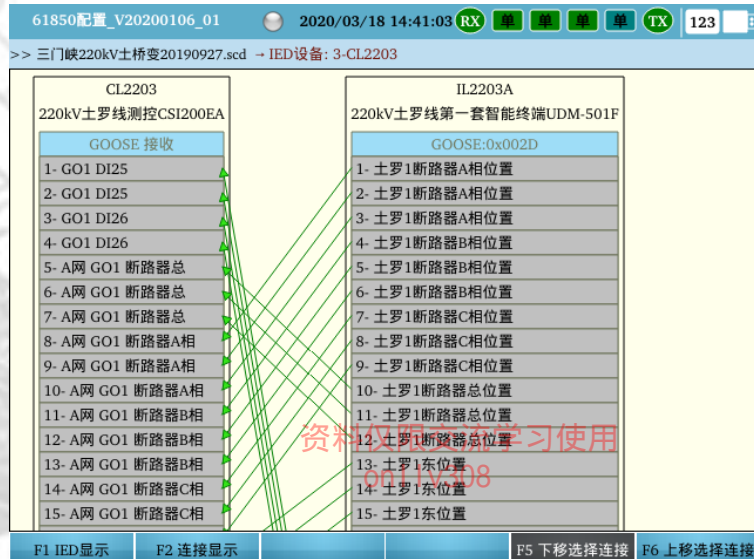 61850配置_V20200106_01 2020/03/18 14:41:03 RX 单 单 单 单 TX 123
>> 三门峡220kV土桥变20190927.scd → IED设备: 3-CL2203
CL2203
220kV土罗线测控CSI200EA
GOOSE 接收
1- GO1 DI25
2- GO1 DI25
3- GO1 DI26
4- GO1 DI26
5- A网 GO1 断路器总
6- A网 GO1 断路器总
7- A网 GO1 断路器总
8- A网 GO1 断路器A相
9- A网 GO1 断路器A相
10- A网 GO1 断路器A相
11- A网 GO1 断路器B相
12- A网 GO1 断路器B相
13- A网 GO1 断路器B相
14- A网 GO1 断路器C相
15- A网 GO1 断路器C相
IL2203A
220kV土罗线第一套智能终端UDM-501F
GOOSE:0x002D
1- 土罗1断路器A相位置
2- 土罗1断路器A相位置
3- 土罗1断路器A相位置
4- 土罗1断路器B相位置
5- 土罗1断路器B相位置
6- 土罗1断路器B相位置
7- 土罗1断路器C相位置
8- 土罗1断路器C相位置
9- 土罗1断路器C相位置
10- 土罗1断路器总位置
11- 土罗1断路器总位置
12- 土罗1断路器总位置
13- 土罗1东位置
14- 土罗1东位置
15- 土罗1东位置
资料仅限交流学习使用
on11v308
F1 IED显示 F2 连接显示 F5 下移选择连接 F6 上移选择连接